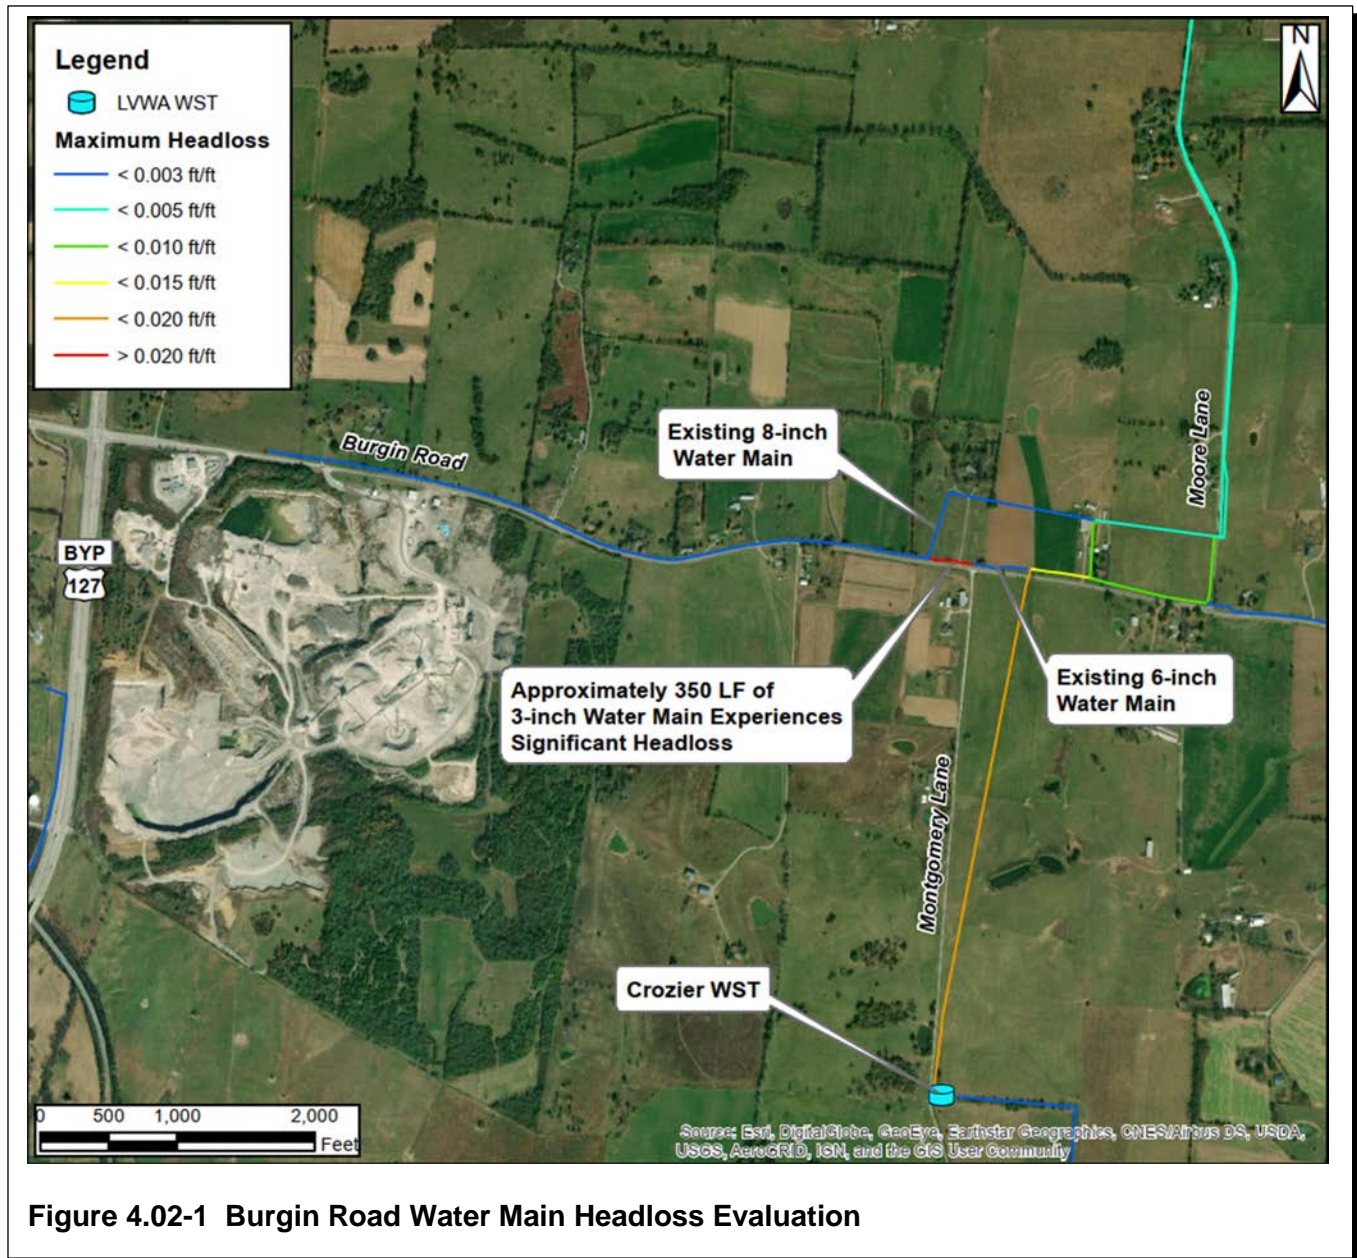 Legend
LVWA WST
Maximum Headloss
< 0.003 ft/ft
< 0.005 ft/ft
< 0.010 ft/ft
< 0.015 ft/ft
< 0.020 ft/ft
> 0.020 ft/ft
N
Burgin Road
Existing 8-inch
Water Main
Moore Lane
BYP
127
Approximately 350 LF of
3-inch Water Main Experiences
Significant Headloss
Existing 6-inch
Water Main
Montgomery Lane
Crozier WST
0 500 1,000 2,000
Feet
Source: Esri, DigitalGlobe, GeoEye, Earthstar Geographics, CNES/Airbus DS, USDA,
USGS, AeroGRID, IGN, and the GIS User Community
Figure 4.02-1 Burgin Road Water Main Headloss Evaluation